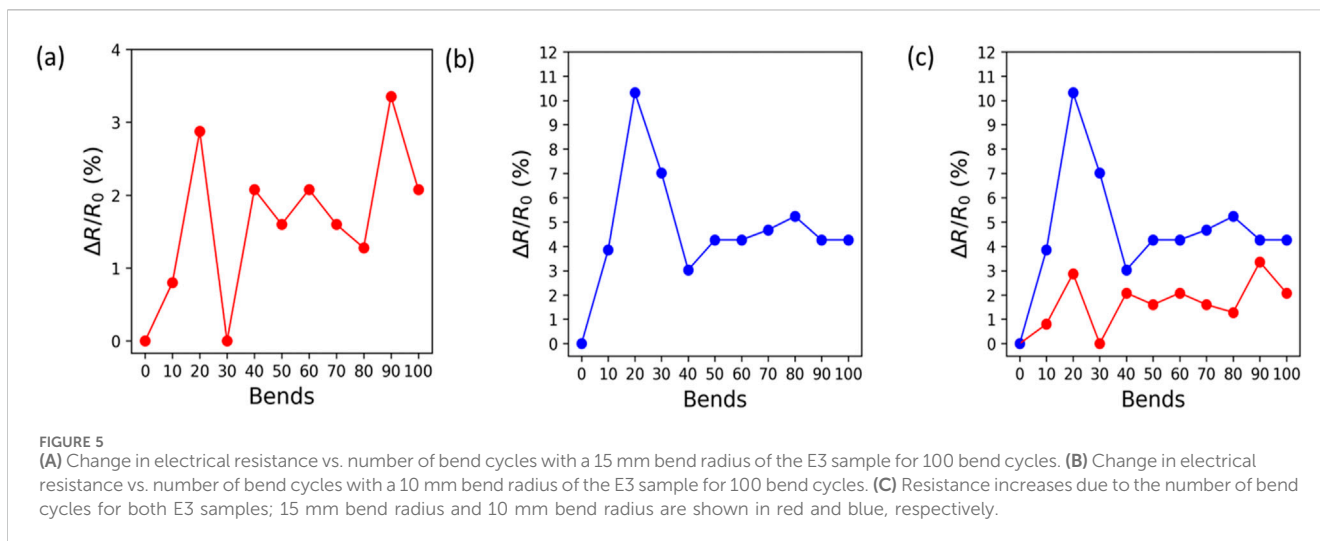 (a)
4
3
2
1
0
ΔR/R₀ (%)
0 10 20 30 40 50 60 70 80 90 100
Bends
(b)
12
11
10
9
8
7
6
5
4
3
2
1
0
ΔR/R₀ (%)
0 10 20 30 40 50 60 70 80 90 100
Bends
(c)
12
11
10
9
8
7
6
5
4
3
2
1
0
ΔR/R₀ (%)
0 10 20 30 40 50 60 70 80 90 100
Bends
FIGURE 5
(A) Change in electrical resistance vs. number of bend cycles with a 15 mm bend radius of the E3 sample for 100 bend cycles. (B) Change in electrical
resistance vs. number of bend cycles with a 10 mm bend radius of the E3 sample for 100 bend cycles. (C) Resistance increases due to the number of bend
cycles for both E3 samples; 15 mm bend radius and 10 mm bend radius are shown in red and blue, respectively.